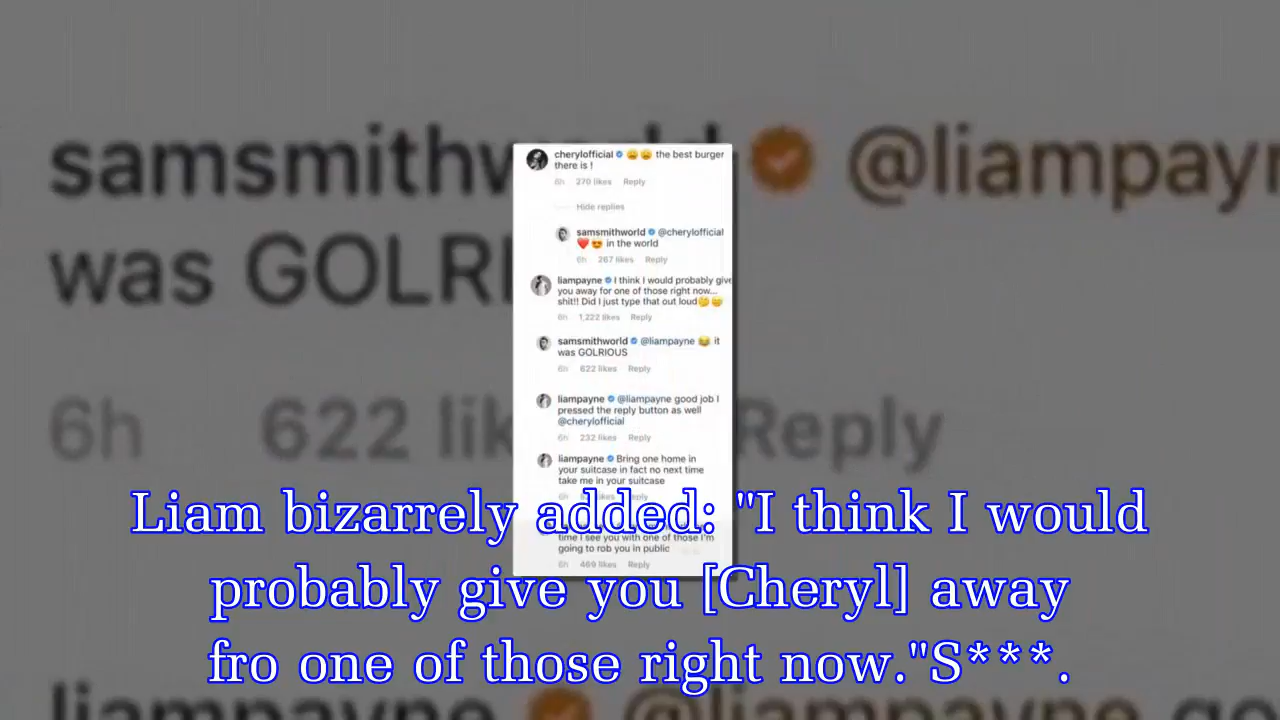 samsmithw @liampay
was GOLRI
6h 622 lik Reply
cherylofficial 😩😩 the best burger
there is !
6h 270 likes Reply
Hide replies
samsmithworld @cherylofficial
❤️😍 in the world
6h 267 likes Reply
liampayne I think I would probably give
you away for one of those right now...
shit!! Did I just type that out loud🤔😅
6h 1,222 likes Reply
samsmithworld @liampayne 😂 it
was GOLRIOUS
6h 622 likes Reply
liampayne @liampayne good job I
pressed the reply button as well
@cherylofficial
6h 232 likes Reply
liampayne Bring one home in
your suitcase in fact no next time
take me in your suitcase
time I see you with one of those I'm
going to rob you in public
6h 469 likes Reply
Liam bizarrely added: "I think I would
probably give you [Cheryl] away
fro one of those right now."S***.
liampayne @liampayne go